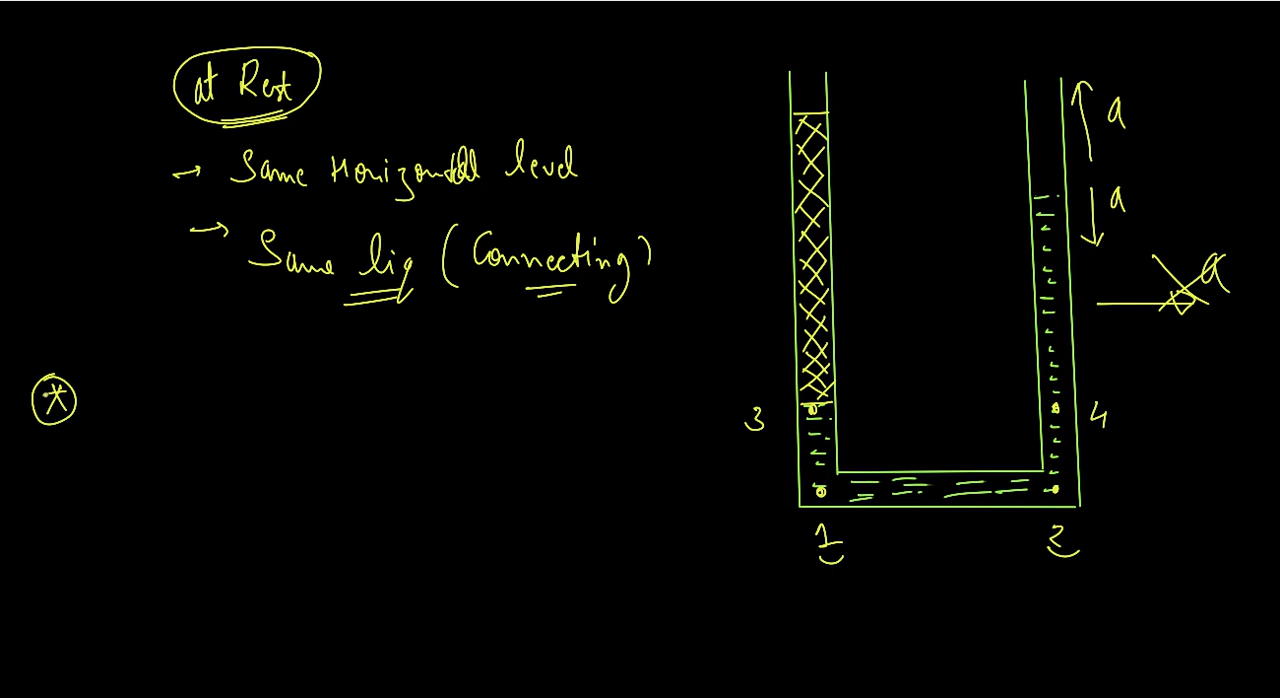 at Rest
→ Same Horizontal level
→ Same liq (Connecting)
*
a
a
a
3
4
1
2